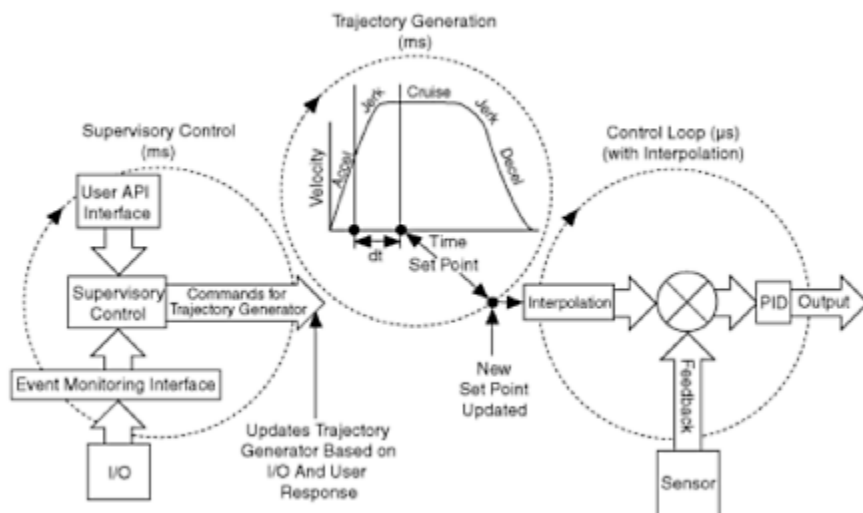 Trajectory Generation
(ms)
Jerk
Cruise
Jerk
Velocity
Accel
Decel
Time
dt
Set Point
Supervisory Control
(ms)
User API
Interface
Supervisory
Control
Commands for
Trajectory Generator
Event Monitoring Interface
I/O
Updates Trajectory
Generator Based on
I/O And User
Response
New
Set Point
Updated
Control Loop (µs)
(with Interpolation)
Interpolation
PID
Output
Feedback
Sensor